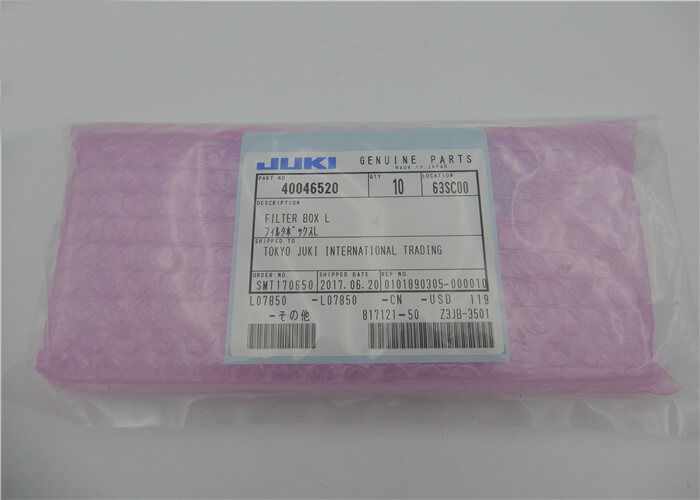 JUKI GENUINE PARTS
Made in JAPAN
PART NO QTY LOCATION
40046520 10 63SC00
DESCRIPTION
FILTER BOX L
フィルタボックスL
SHIPPED TO
TOKYO JUKI INTERNATIONAL TRADING
ORDER NO. SHIPPED DATE REF NO
SMT170650 2017.06.20 0101890305-000010
L07850 -L07850 -CN -USD 119
-その他 817121-50 Z3JB-3501